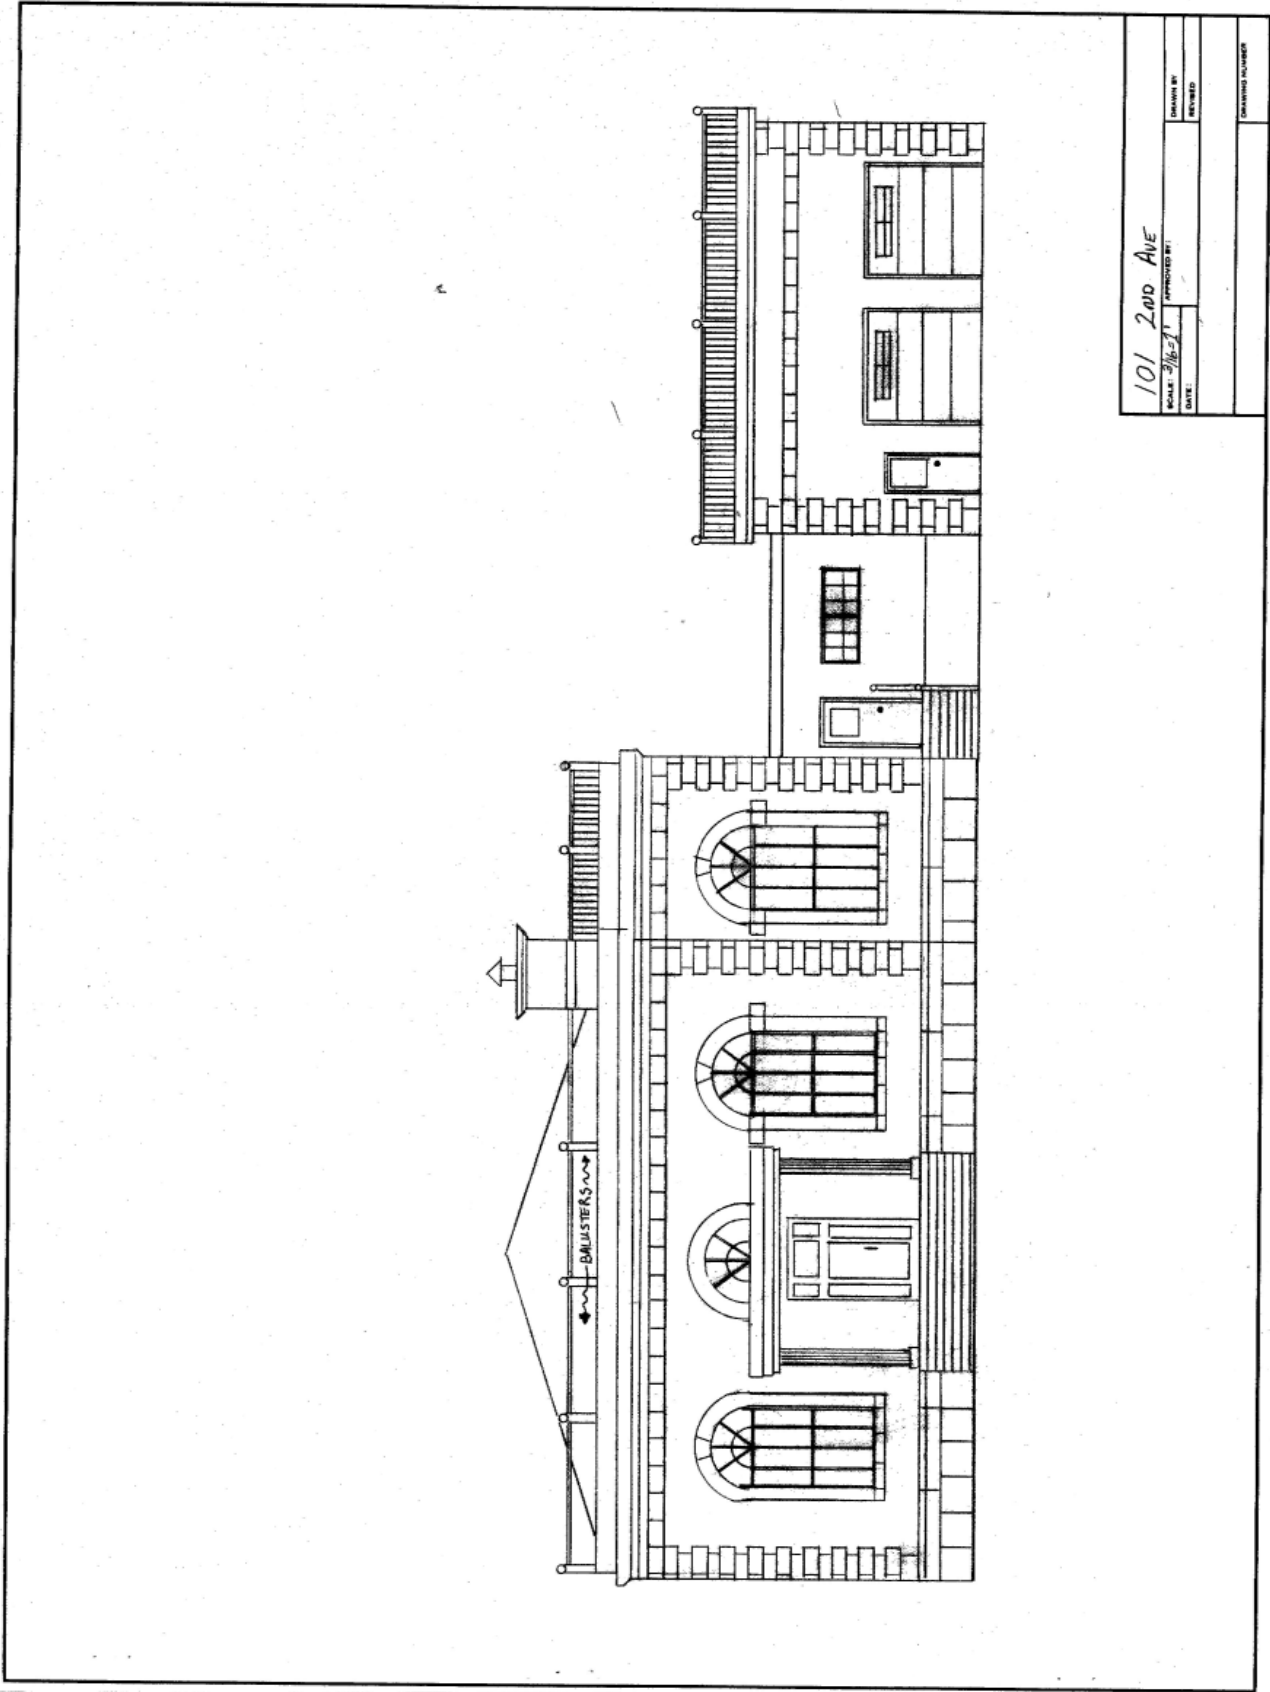 BALUSTERS
101 2ND AVE
SCALE: 3/16=1' APPROVED BY: DRAWN BY
DATE: REVISED
DRAWING NUMBER